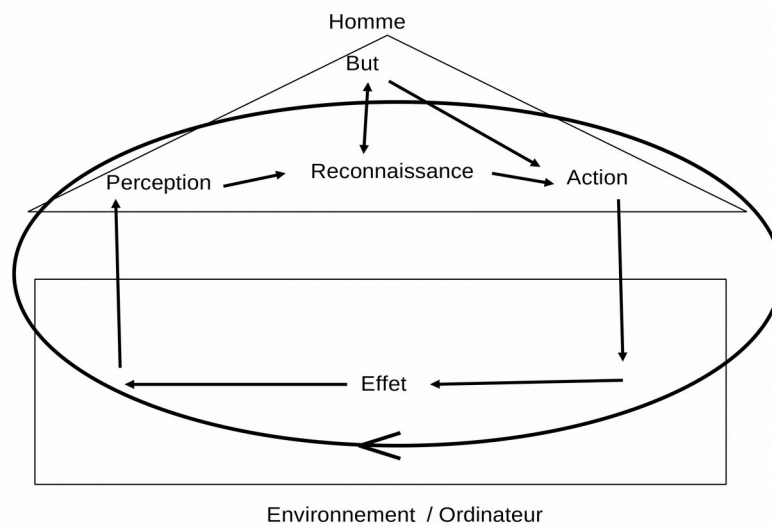 Homme
But
Perception
Reconnaissance
Action
Effet
Environnement / Ordinateur